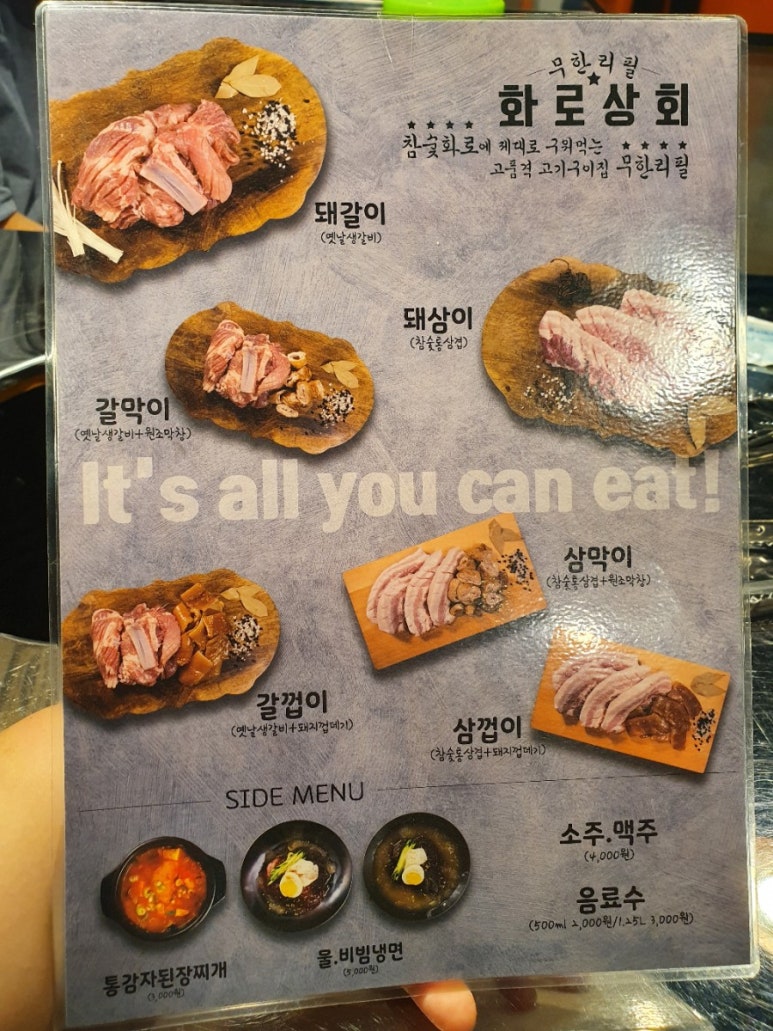 무한리필
화로상회
참숯화로에 제대로 구워먹는
고품격 고기구이집 무한리필
돼갈이
(옛날생갈비)
돼삼이
(참숯통삼겹)
갈막이
(옛날생갈비+원조막창)
It's all you can eat!
삼막이
(참숯통삼겹+원조막창)
갈껍이
(옛날생갈비+돼지껍데기)
삼껍이
(참숯통삼겹+돼지껍데기)
SIDE MENU
소주.맥주
(4,000원)
음료수
(500ml 2,000원/1.25L 3,000원)
통감자된장찌개
(3,000원)
물.비빔냉면
(5,000원)